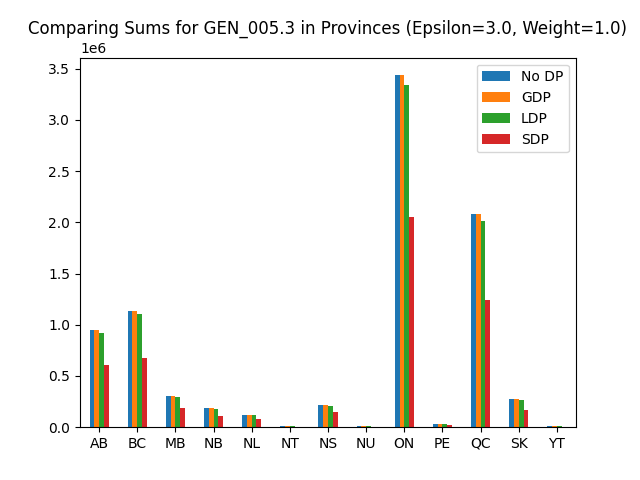 Comparing Sums for GEN_005.3 in Provinces (Epsilon=3.0, Weight=1.0)
1e6
No DP
GDP
LDP
SDP
3.5
3.0
2.5
2.0
1.5
1.0
0.5
0.0
AB BC MB NB NL NT NS NU ON PE QC SK YT